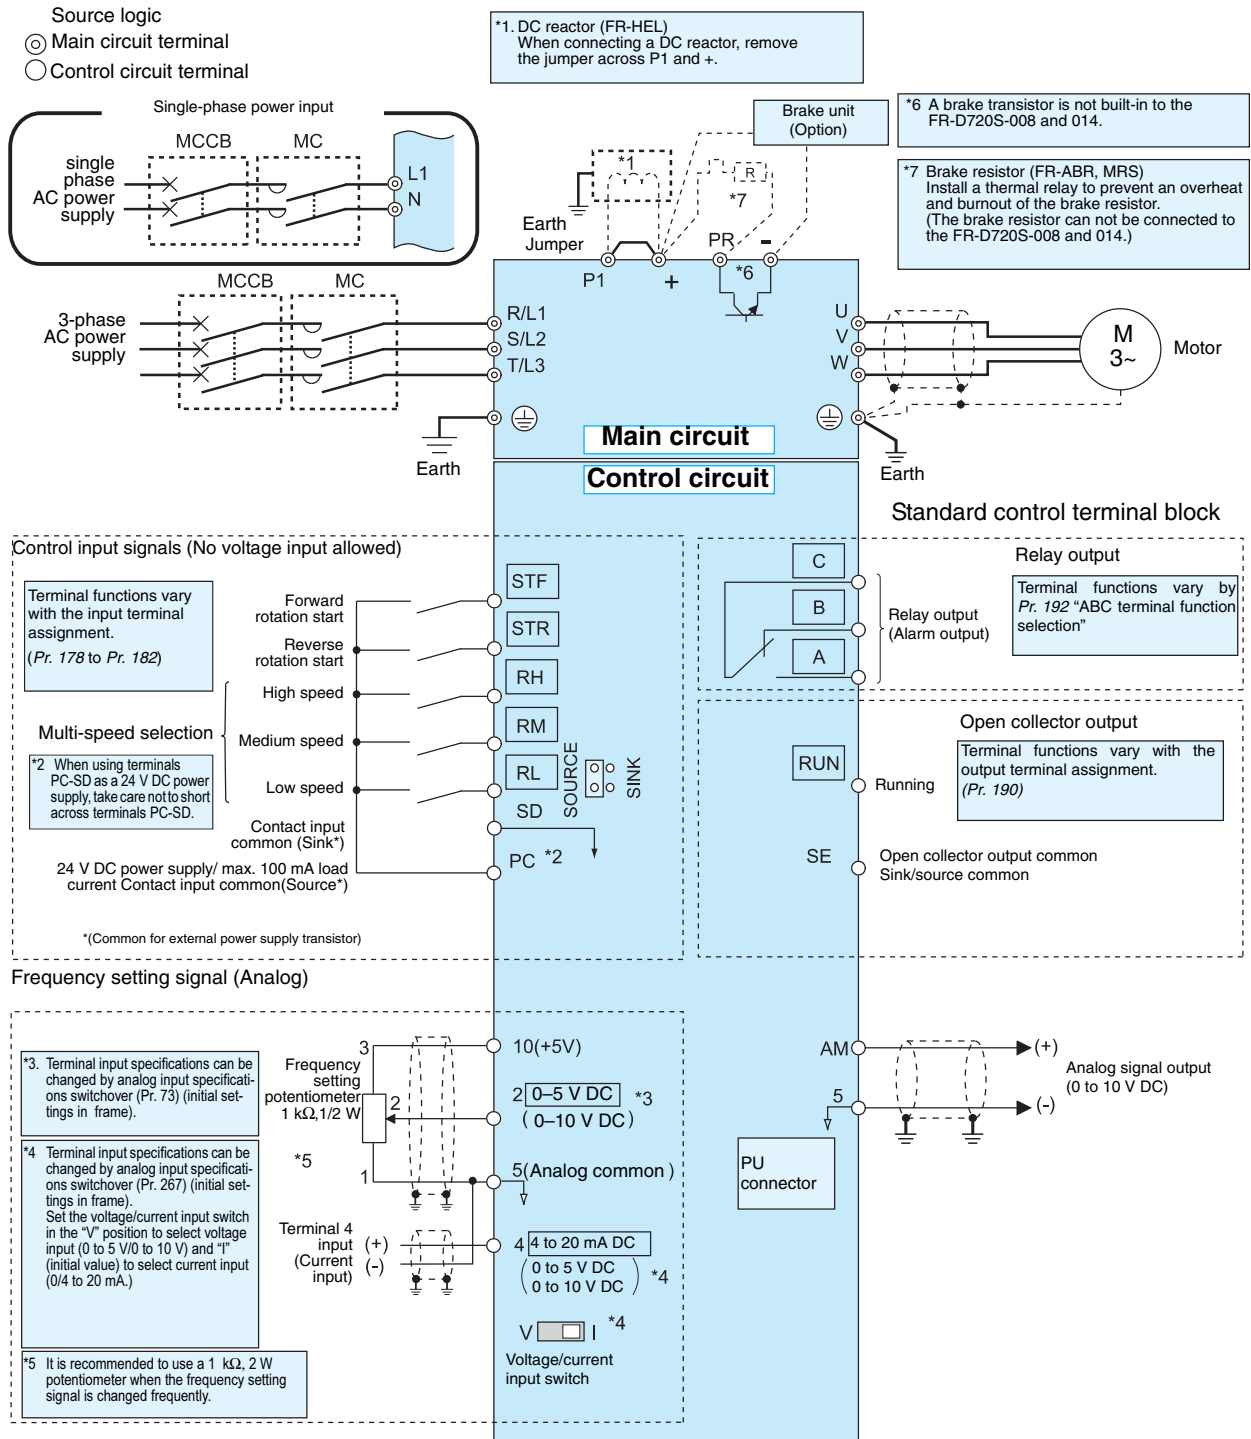 Source logic
Main circuit terminal
Control circuit terminal
*1. DC reactor (FR-HEL)
When connecting a DC reactor, remove
the jumper across P1 and +.
Single-phase power input
MCCB
MC
single
phase
AC power
supply
L1
N
Brake unit
(Option)
*6 A brake transistor is not built-in to the
FR-D720S-008 and 014.
*7 Brake resistor (FR-ABR, MRS)
Install a thermal relay to prevent an overheat
and burnout of the brake resistor.
(The brake resistor can not be connected to
the FR-D720S-008 and 014.)
*1
R
*7
Earth
Jumper
PR
-
P1
+
*6
MCCB
MC
3-phase
AC power
supply
R/L1
S/L2
T/L3
U
V
W
M
3~
Motor
Earth
Main circuit
Earth
Control circuit
Standard control terminal block
Control input signals (No voltage input allowed)
Terminal functions vary
with the input terminal
assignment.
(Pr. 178 to Pr. 182)
Forward
rotation start
Reverse
rotation start
High speed
Multi-speed selection
Medium speed
Low speed
*2 When using terminals
PC-SD as a 24 V DC power
supply, take care not to short
across terminals PC-SD.
Contact input
common (Sink*)
24 V DC power supply/ max. 100 mA load
current Contact input common(Source*)
*(Common for external power supply transistor)
STF
STR
RH
RM
RL
SD
PC *2
SOURCE
SINK
C
B
A
Relay output
Relay output
(Alarm output)
Terminal functions vary by
Pr. 192 “ABC terminal function
selection”
Open collector output
RUN
Running
Terminal functions vary with the
output terminal assignment.
(Pr. 190)
SE
Open collector output common
Sink/source common
Frequency setting signal (Analog)
*3. Terminal input specifications can be
changed by analog input specificati-
ons switchover (Pr. 73) (initial set-
tings in frame).
*4 Terminal input specifications can be
changed by analog input specificati-
ons switchover (Pr. 267) (initial set-
tings in frame).
Set the voltage/current input switch
in the “V” position to select voltage
input (0 to 5 V/0 to 10 V) and “I”
(initial value) to select current input
(0/4 to 20 mA.)
*5 It is recommended to use a 1 kΩ, 2 W
potentiometer when the frequency setting
signal is changed frequently.
Frequency
setting
potentiometer
1 kΩ,1/2 W
*5
3
2
1
Terminal 4
input
(Current
input)
(+)
(-)
10(+5V)
2 0–5 V DC *3
(0–10 V DC)
5(Analog common)
4 4 to 20 mA DC
(0 to 5 V DC
0 to 10 V DC) *4
V I *4
Voltage/current
input switch
AM
5
(+)
(-)
Analog signal output
(0 to 10 V DC)
PU
connector